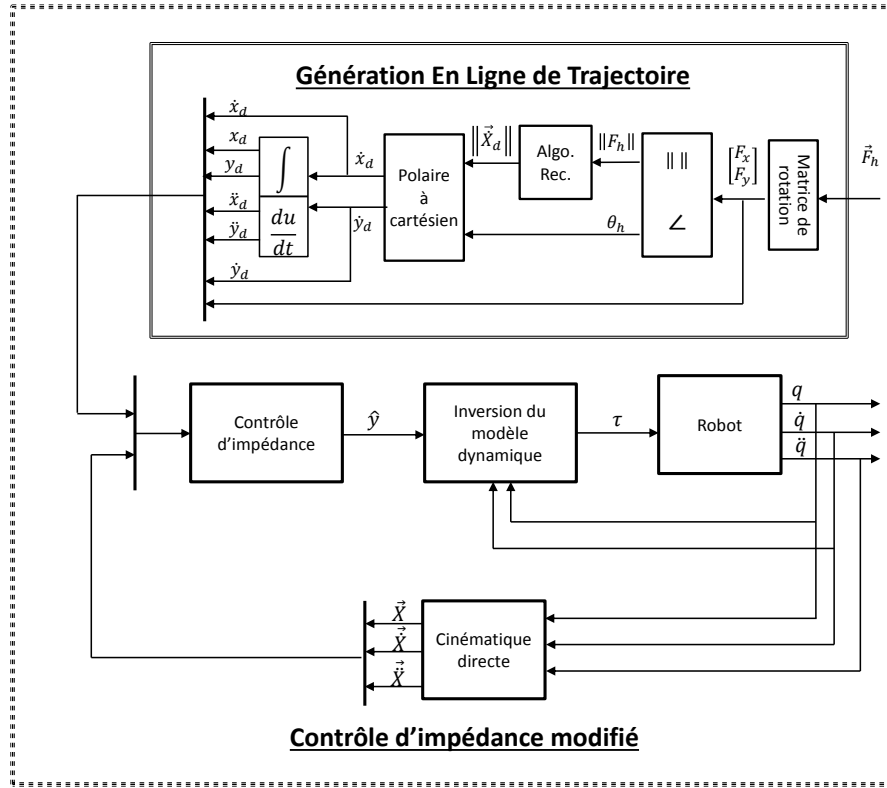 Génération En Ligne de Trajectoire
ẋ_d
x_d
y_d
ẍ_d
ÿ_d
ẏ_d
∫
du
dt
ẋ_d
ẏ_d
Polaire
à
cartésien
‖Ẋ⃗_d‖
Algo.
Rec.
‖F_h‖
θ_h
‖ ‖
∠
[F_x
F_y]
Matrice de
rotation
F⃗_h
Contrôle
d’impédance
ŷ
Inversion du
modèle
dynamique
τ
Robot
q
q̇
q̈
X⃗
Ẋ⃗
Ẍ⃗
Cinématique
directe
Contrôle d’impédance modifié